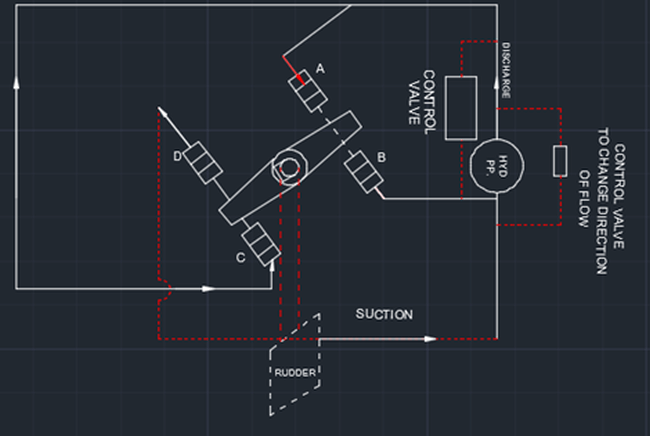 A
B
C
D
DISCHARGE
CONTROL
VALVE
HYD
PP.
CONTROL VALVE
TO CHANGE DIRECTION
OF FLOW
SUCTION
RUDDER